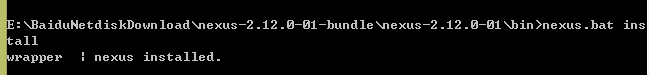 E:\BaiduNetdiskDownload\nexus-2.12.0-01-bundle\nexus-2.12.0-01\bin>nexus.bat ins
tall
wrapper  | nexus installed.